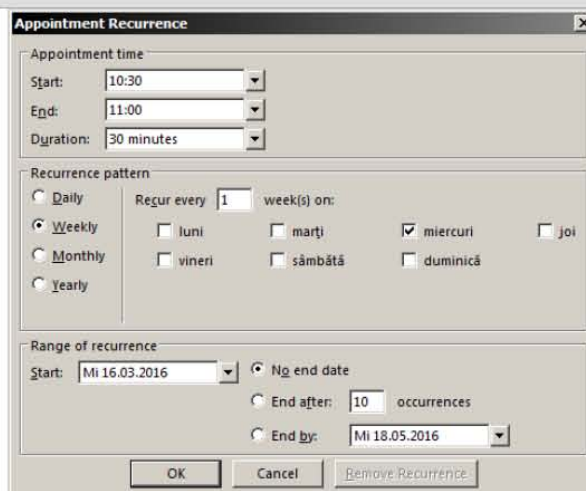 Appointment Recurrence
Appointment time
Start: 10:30
End: 11:00
Duration: 30 minutes
Recurrence pattern
Daily Recur every 1 week(s) on:
Weekly luni marți miercuri joi
Monthly vineri sâmbătă duminică
Yearly
Range of recurrence
Start: Mi 16.03.2016 No end date
End after: 10 occurrences
End by: Mi 18.05.2016
OK Cancel Remove Recurrence